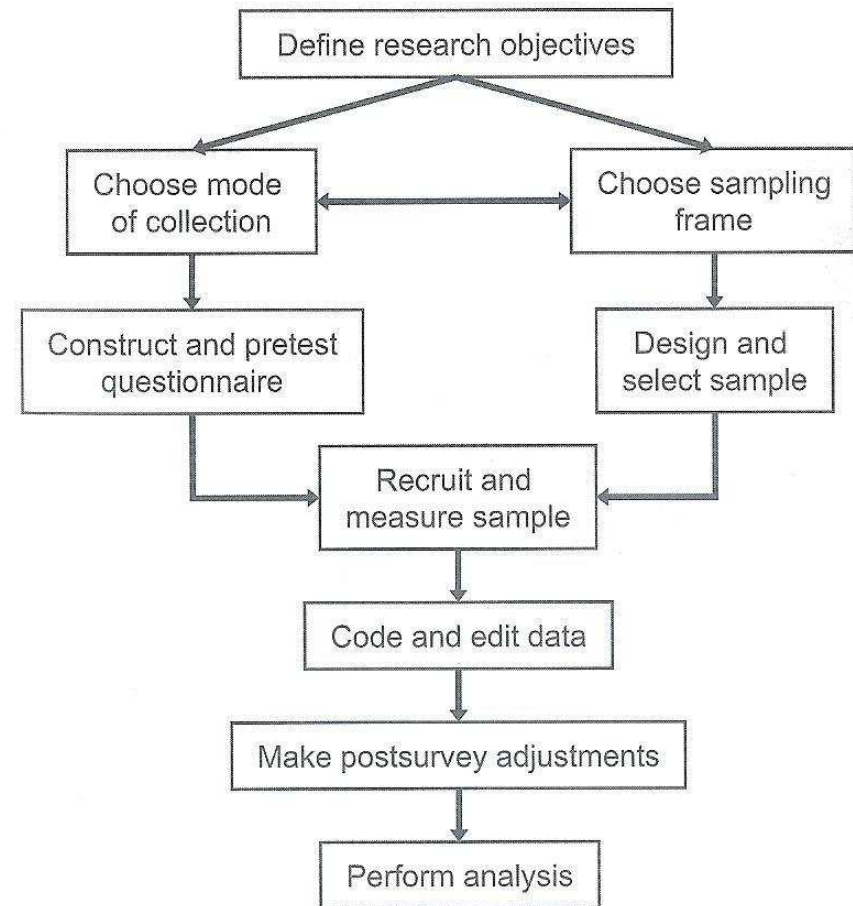 Define research objectives
Choose mode
of collection
Choose sampling
frame
Construct and pretest
questionnaire
Design and
select sample
Recruit and
measure sample
Code and edit data
Make postsurvey adjustments
Perform analysis